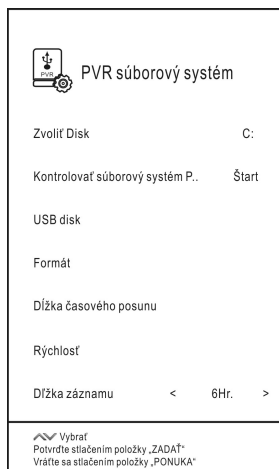 PVR
PVR súborový systém
Zvoliť Disk C:
Kontrolovať súborový systém P.. Štart
USB disk
Formát
Dĺžka časového posunu
Rýchlosť
Dľžka záznamu < 6Hr. >
Vybrať
Potvrďte stlačením položky „ZADAŤ“
Vráťte sa stlačením položky „PONUKA“